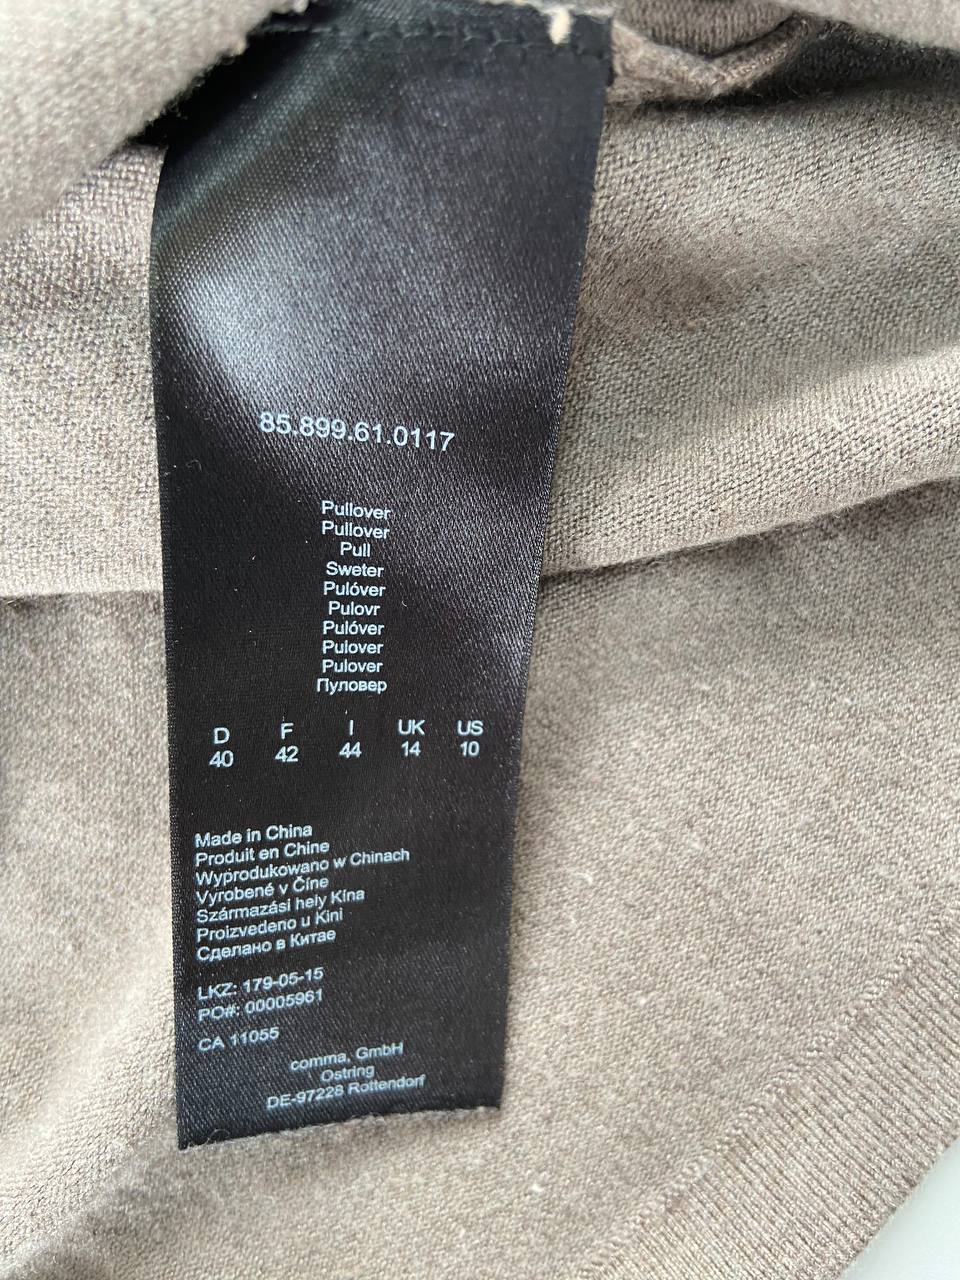 85.899.61.0117
Pullover
Pullover
Pull
Sweter
Pulóver
Pulovr
Pulóver
Pulover
Pulover
Пуловер
D F I UK US
40 42 44 14 10
Made in China
Produit en Chine
Wyprodukowano w Chinach
Vyrobené v Číne
Származási hely Kína
Proizvedeno u Kini
Сделано в Китае
LKZ: 179-05-15
PO#: 00005961
CA 11055
comma, GmbH
Ostring
DE-97228 Rottendorf